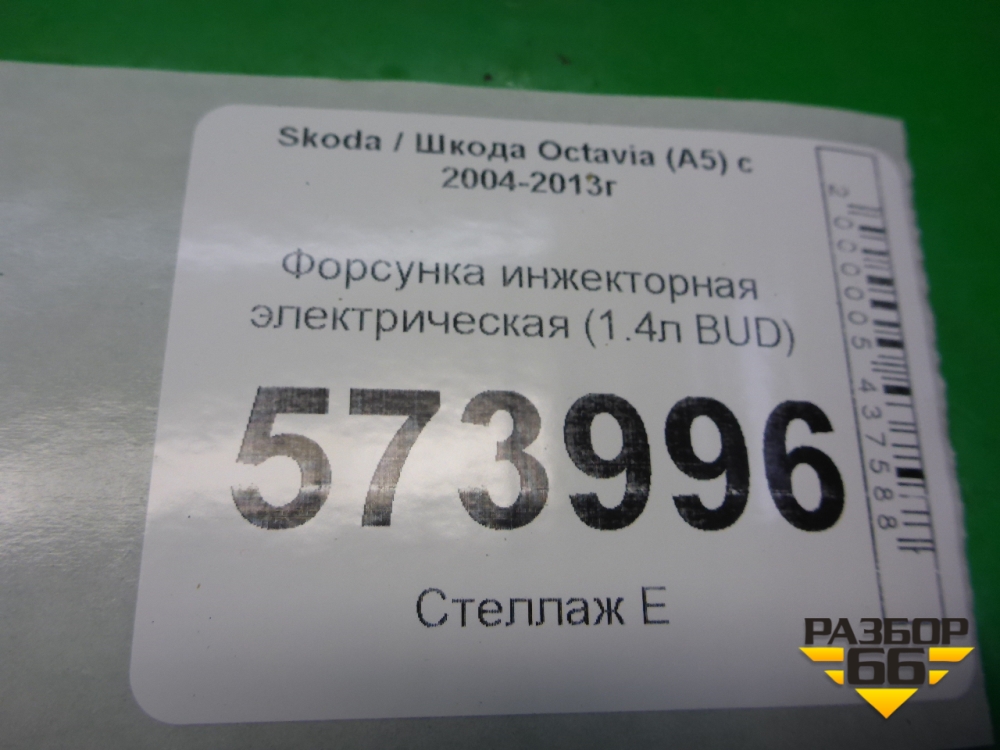 Skoda / Шкода Octavia (A5) с
2004-2013г
Форсунка инжекторная
электрическая (1.4л BUD)
573996
Стеллаж Е
2000005437588
РАЗБОР
66